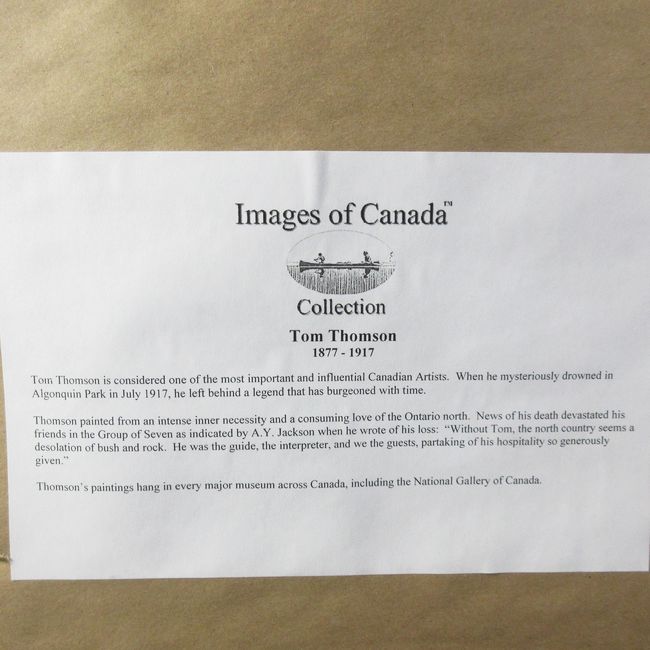 Images of Canada™
Collection
Tom Thomson
1877 - 1917
Tom Thomson is considered one of the most important and influential Canadian Artists. When he mysteriously drowned in
Algonquin Park in July 1917, he left behind a legend that has burgeoned with time.
Thomson painted from an intense inner necessity and a consuming love of the Ontario north. News of his death devastated his
friends in the Group of Seven as indicated by A.Y. Jackson when he wrote of his loss: “Without Tom, the north country seems a
desolation of bush and rock. He was the guide, the interpreter, and we the guests, partaking of his hospitality so generously
given.”
Thomson’s paintings hang in every major museum across Canada, including the National Gallery of Canada.